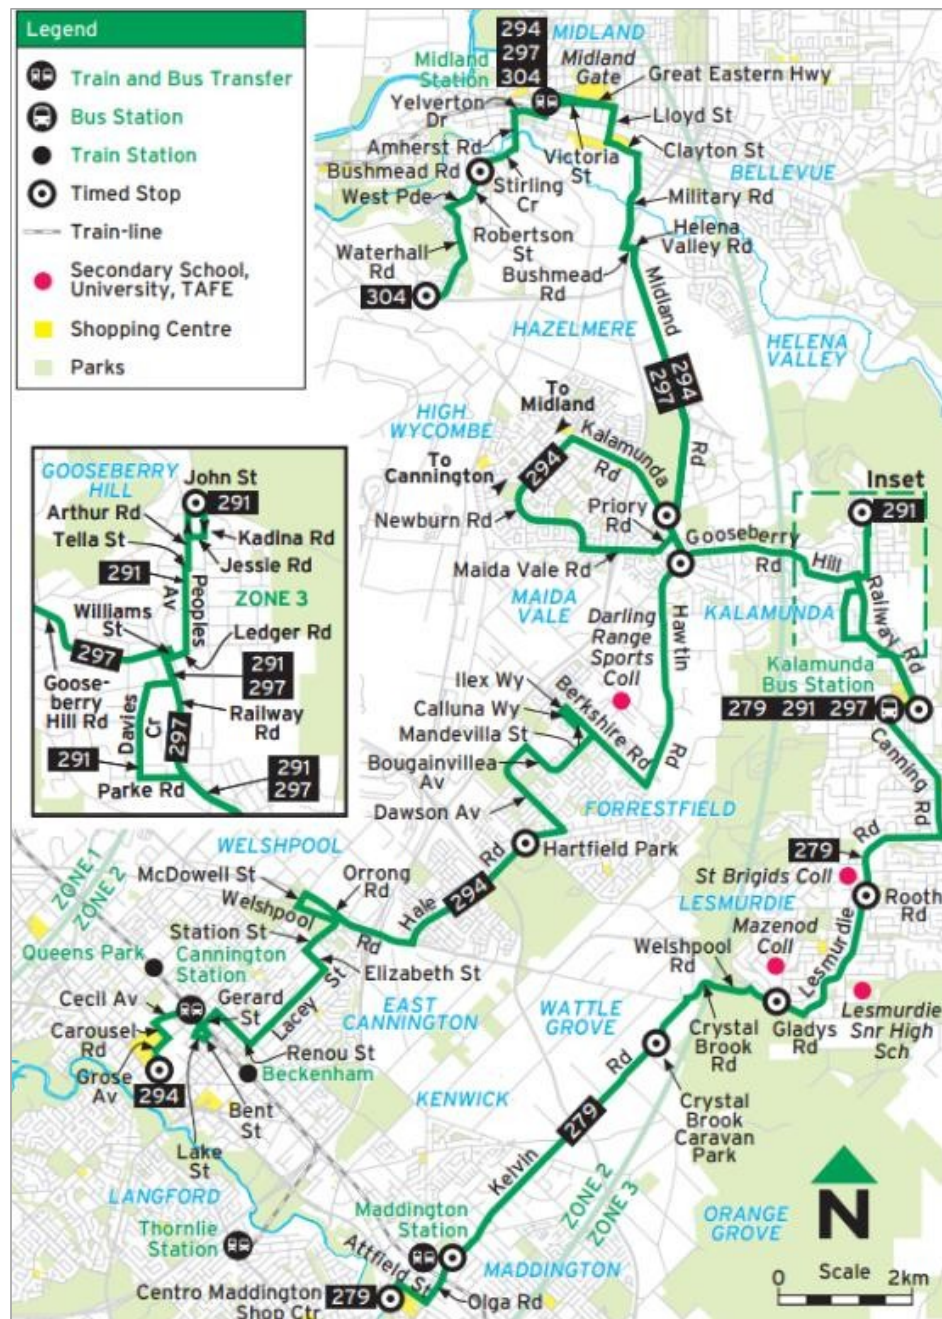 Legend
Train and Bus Transfer
Bus Station
Train Station
Timed Stop
Train-line
Secondary School,
University, TAFE
Shopping Centre
Parks
294
297
304
MIDLAND
Midland
Station
Midland
Gate
Great Eastern Hwy
Yelverton
Dr
Lloyd St
Amherst Rd
Victoria
St
Clayton St
Bushmead Rd
Stirling
Cr
BELLEVUE
West Pde
Military Rd
Robertson
St
Helena
Valley Rd
Waterhall
Rd
Bushmead
Rd
304
Midland
Rd
HAZELMERE
HELENA
VALLEY
294
297
To
Midland
HIGH
WYCOMBE
Kalamunda
Rd
To
Cannington
294
Newburn Rd
Priory
Rd
Gooseberry
Hill
Rd
Inset
291
Maida Vale Rd
MAIDA
VALE
KALAMUNDA
Railway
Rd
Darling
Range
Sports
Coll
Hawtin
Rd
Kalamunda
Bus Station
279 291 297
Ilex Wy
Calluna Wy
Berkshire Rd
Mandevilla St
Canning
Rd
Bougainvillea
Av
Dawson Av
FORRESTFIELD
GOOSEBERRY
HILL
John St
291
Arthur Rd
Kadina Rd
Tella St
Jessie Rd
291
Peoples
Av
ZONE 3
Williams
St
Ledger Rd
297
291
297
Goose-
berry
Hill Rd
Davies
Cr
Railway
Rd
297
291
Parke Rd
291
297
WELSHPOOL
Hartfield Park
279
Rd
McDowell St
Orrong
Rd
St Brigids Coll
ZONE 1
ZONE 2
Welshpool
Rd
Hale
294
Rd
LESMURDIE
Rooth
Rd
Station St
Mazenod
Coll
Lesmurdie
Queens Park
Cannington
Station
Elizabeth St
Welshpool
Rd
Cecil Av
Gerard
St
Lacey St
EAST
CANNINGTON
WATTLE
GROVE
Carousel
Rd
Renou St
Crystal
Brook
Rd
Gladys
Rd
Lesmurdie
Snr High
Sch
Grose
Av
294
Beckenham
Bent
St
KENWICK
279
Rd
Crystal
Brook
Caravan
Park
Lake
St
Kelvin
ZONE 2
ZONE 3
LANGFORD
Maddington
Station
ORANGE
GROVE
N
Thornlie
Station
Attfield St
MADDINGTON
0 Scale 2km
Centro Maddington
Shop Ctr
279
Olga Rd